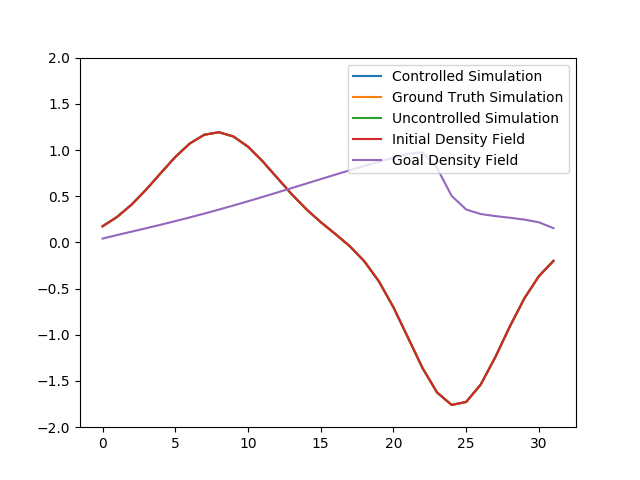 2.0
1.5
1.0
0.5
0.0
−0.5
−1.0
−1.5
−2.0
0 5 10 15 20 25 30
Controlled Simulation
Ground Truth Simulation
Uncontrolled Simulation
Initial Density Field
Goal Density Field